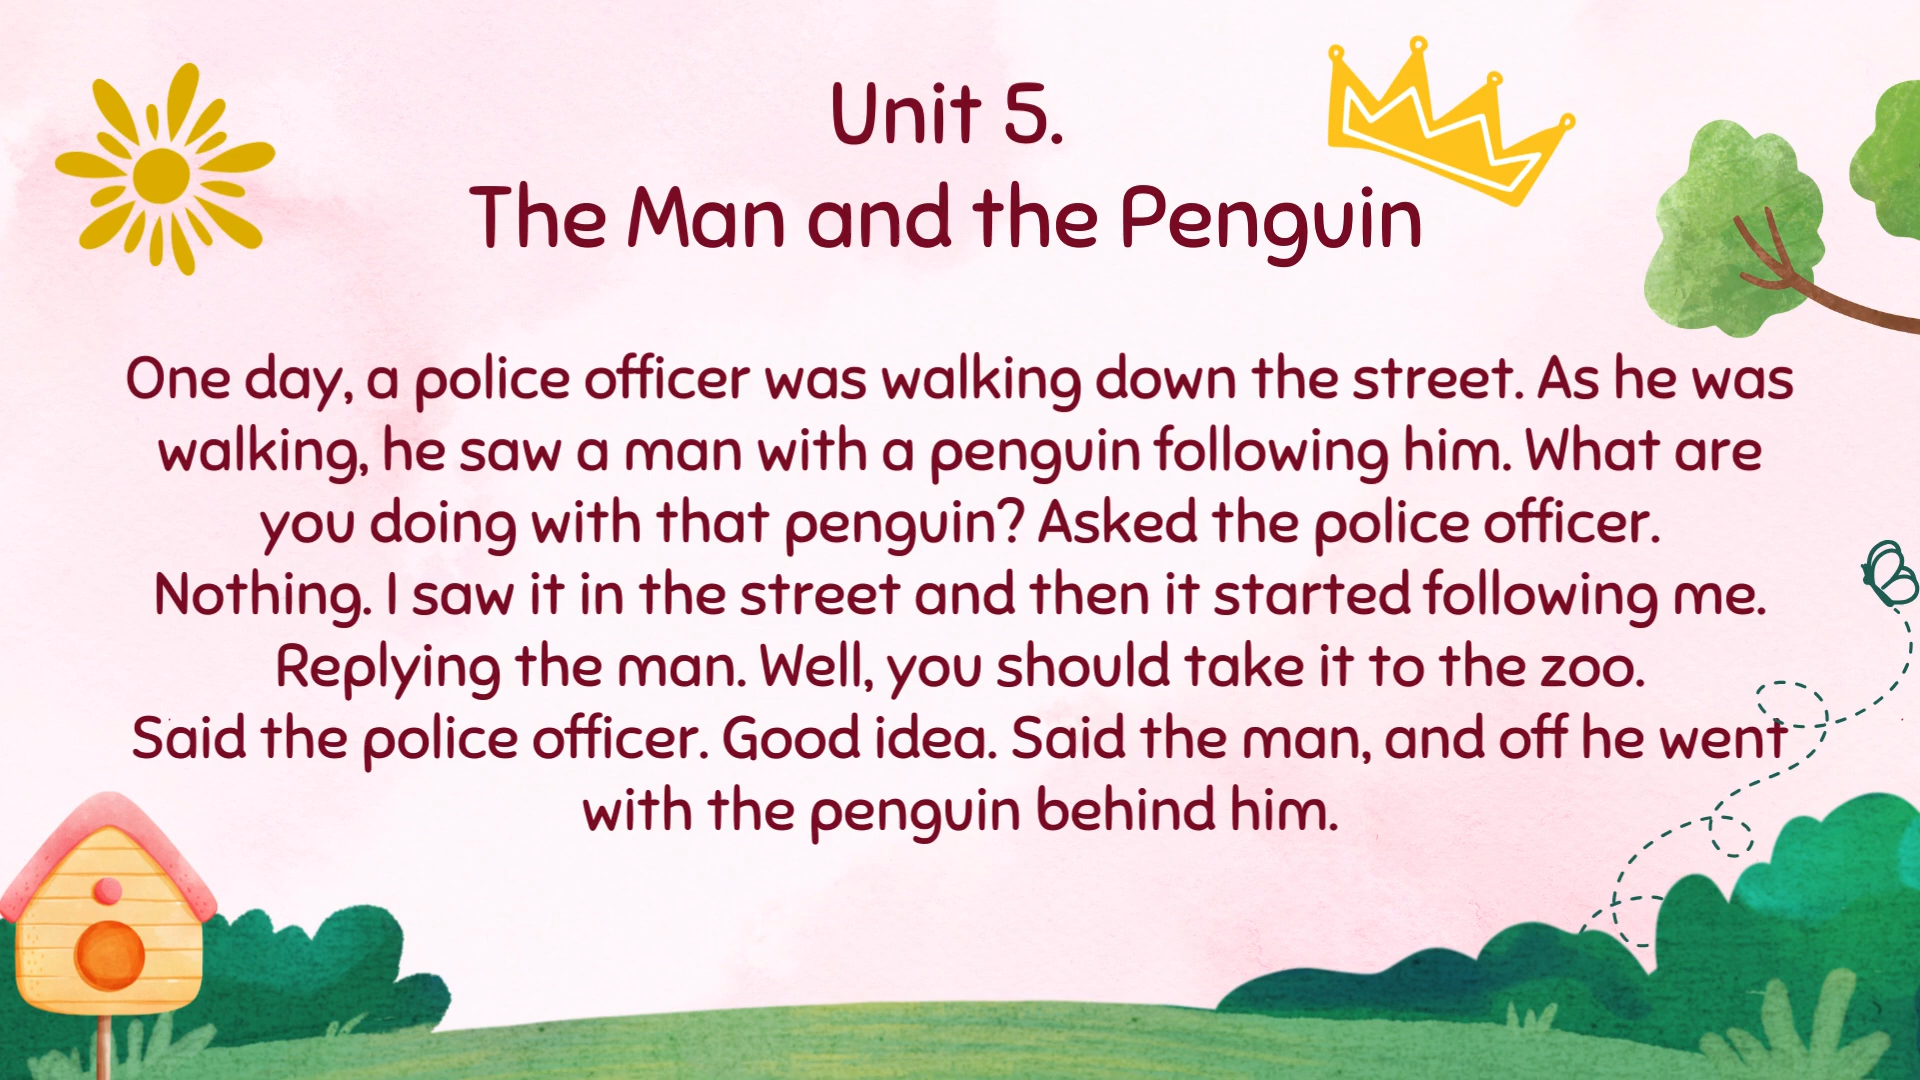 Unit 5.
The Man and the Penguin
One day, a police officer was walking down the street. As he was
walking, he saw a man with a penguin following him. What are
you doing with that penguin? Asked the police officer.
Nothing. I saw it in the street and then it started following me.
Replying the man. Well, you should take it to the zoo.
Said the police officer. Good idea. Said the man, and off he went
with the penguin behind him.